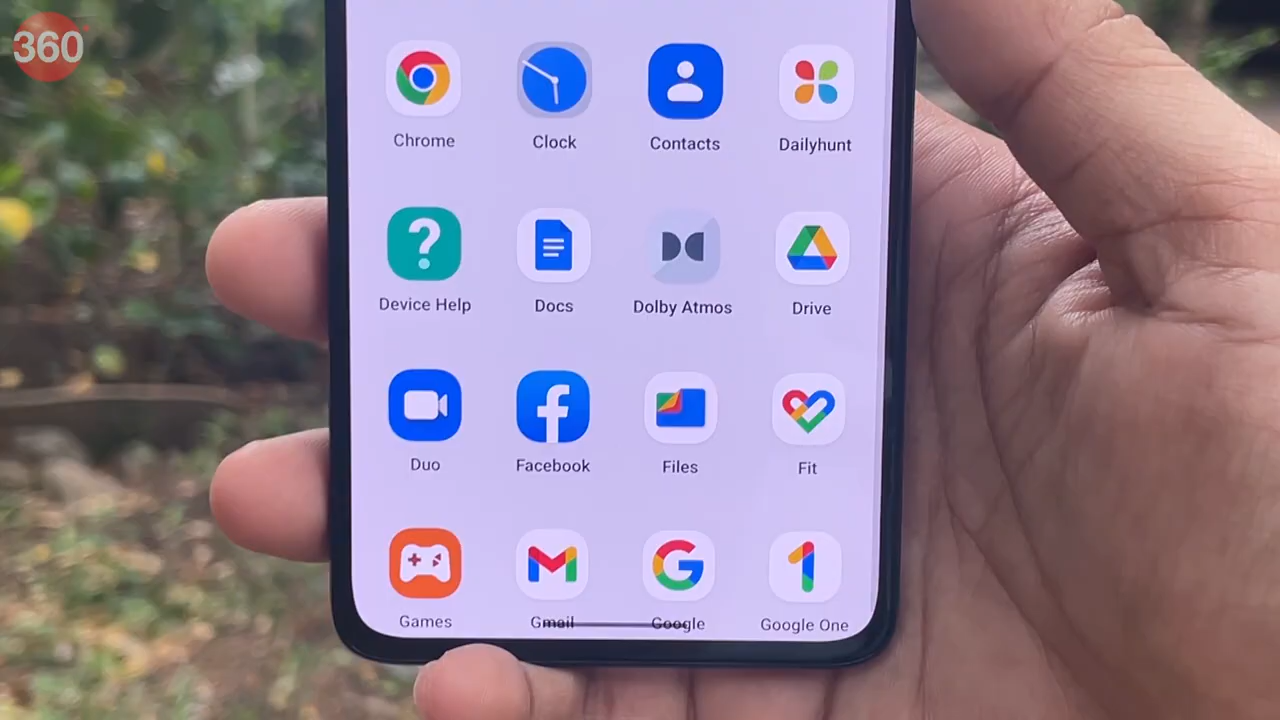 360
Chrome
Clock
Contacts
Dailyhunt
Device Help
Docs
Dolby Atmos
Drive
Duo
Facebook
Files
Fit
Games
Gmail
Google
Google One